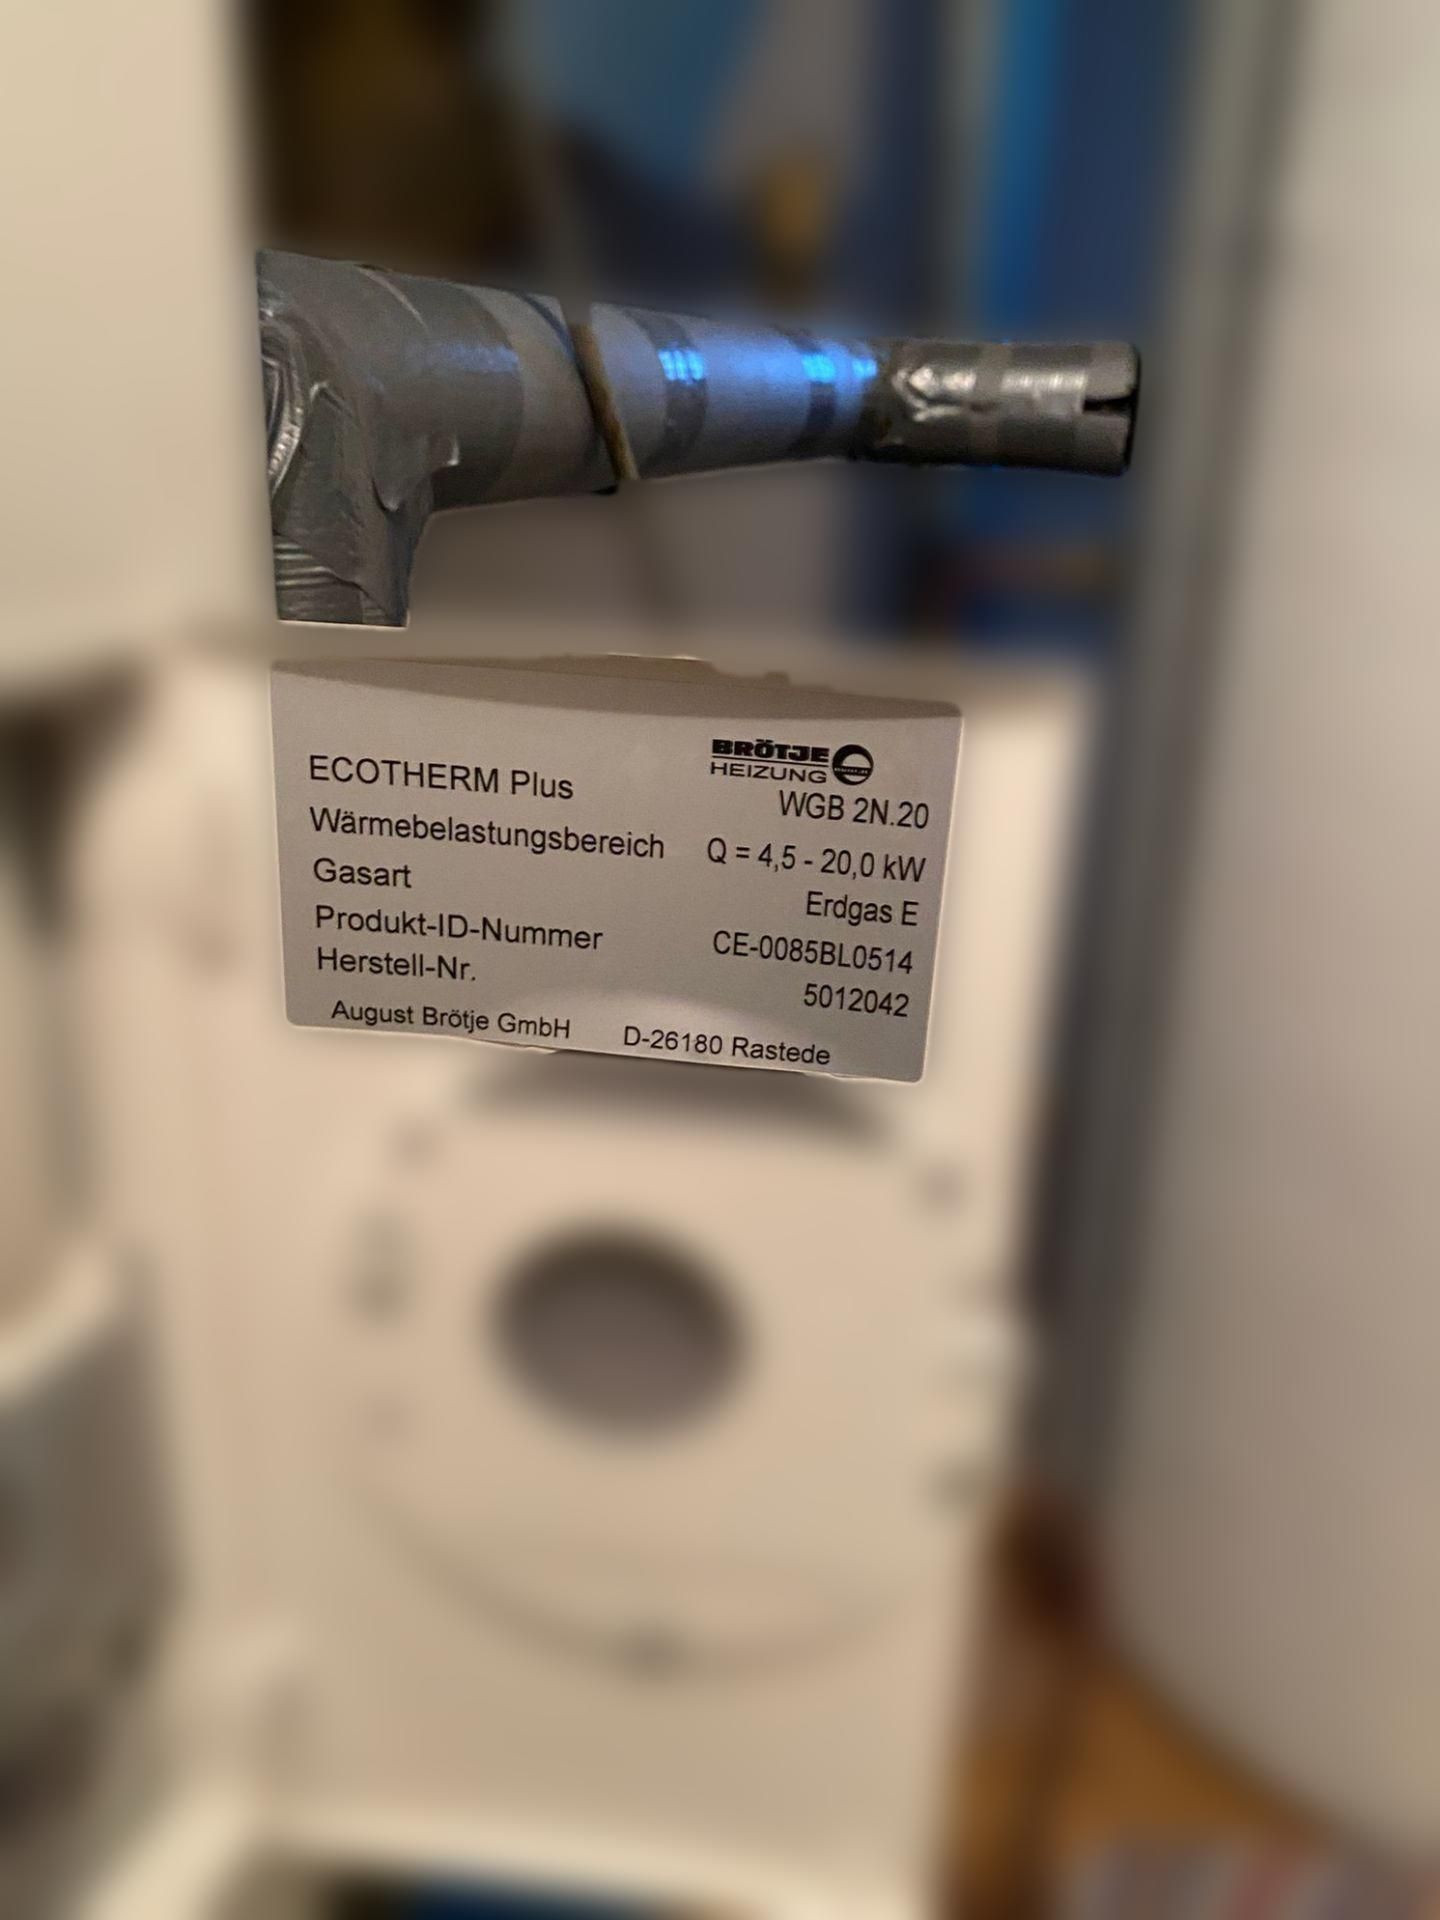 BRÖTJE
HEIZUNG
ECOTHERM Plus WGB 2N.20
Wärmebelastungsbereich Q = 4,5 - 20,0 kW
Gasart Erdgas E
Produkt-ID-Nummer CE-0085BL0514
Herstell-Nr. 5012042
August Brötje GmbH D-26180 Rastede